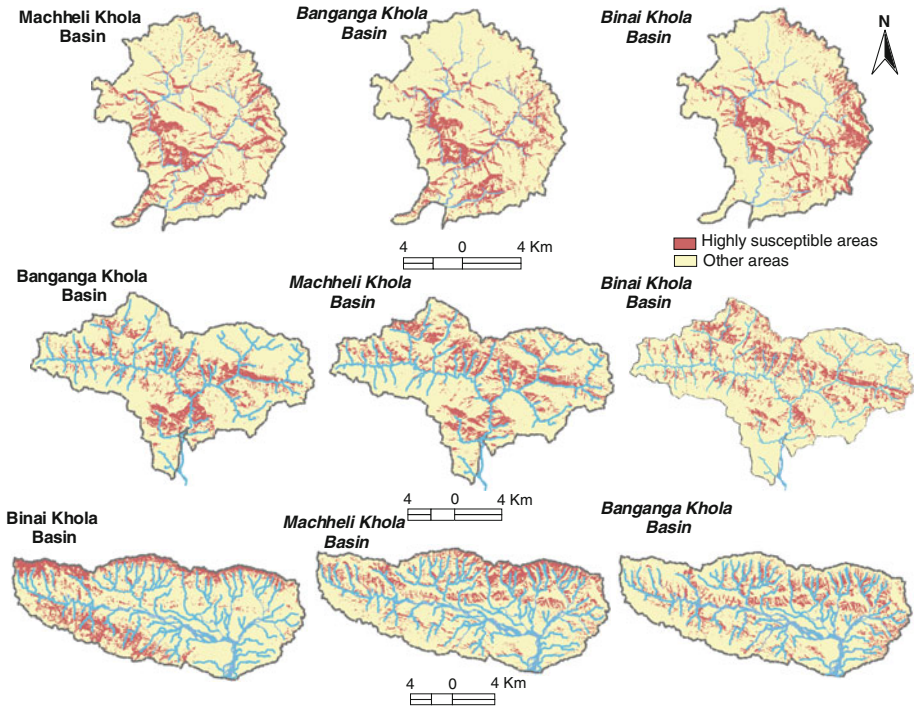 Machheli Khola
Basin
Banganga Khola
Basin
Binai Khola
Basin
N
4 0 4 Km
Highly susceptible areas
Other areas
Banganga Khola
Basin
Machheli Khola
Basin
Binai Khola
Basin
4 0 4 Km
Binai Khola
Basin
Machheli Khola
Basin
Banganga Khola
Basin
4 0 4 Km